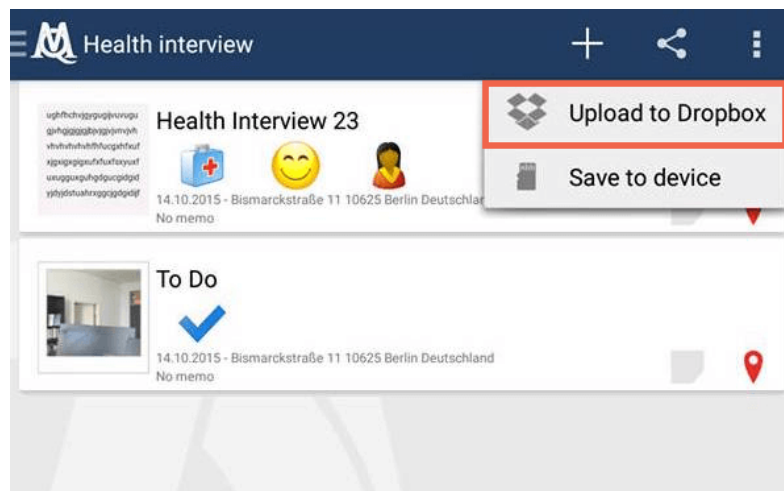 Health interview
Upload to Dropbox
Save to device
Health Interview 23
14.10.2015 - Bismarckstraße 11 10625 Berlin Deutschlan
No memo
To Do
14.10.2015 - Bismarckstraße 11 10625 Berlin Deutschland
No memo